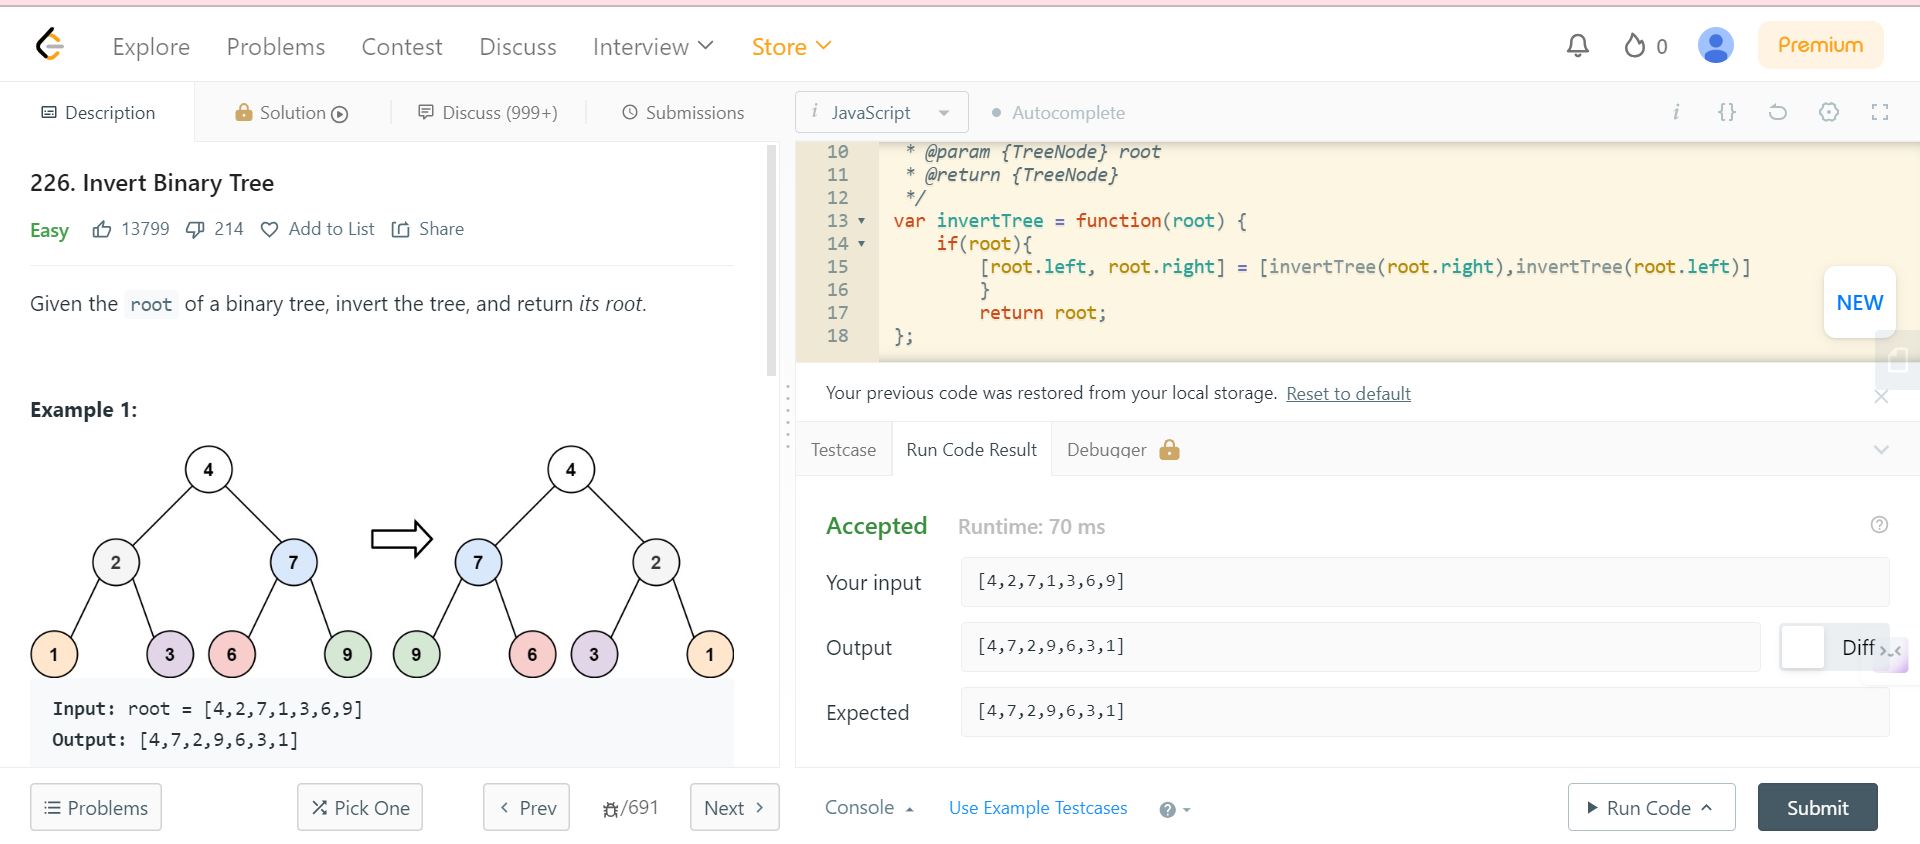 Explore Problems Contest Discuss Interview Store 0 Premium
Description Solution Discuss (999+) Submissions
i JavaScript Autocomplete i {}
226. Invert Binary Tree
Easy 13799 214 Add to List Share
Given the root of a binary tree, invert the tree, and return its root.
Example 1:
4 4
2 7 7 2
1 3 6 9 9 6 3 1
Input: root = [4,2,7,1,3,6,9]
Output: [4,7,2,9,6,3,1]
Problems Pick One Prev /691 Next
10 * @param {TreeNode} root
11 * @return {TreeNode}
12 */
13 var invertTree = function(root) {
14 if(root){
15 [root.left, root.right] = [invertTree(root.right),invertTree(root.left)]
16 }
17 return root;
18 };
NEW
Your previous code was restored from your local storage. Reset to default
Testcase Run Code Result Debugger
Accepted Runtime: 70 ms
Your input [4,2,7,1,3,6,9]
Output [4,7,2,9,6,3,1] Diff
Expected [4,7,2,9,6,3,1]
Console Use Example Testcases Run Code Submit